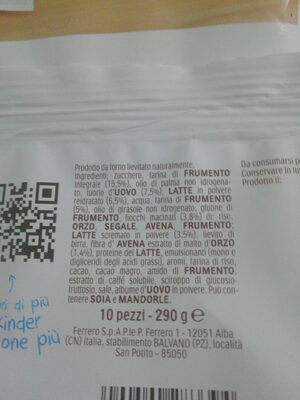 Prodotto da forno lievitato naturalmente.
Ingredienti: zucchero, farina di FRUMENTO
integrale (15,5%), olio di palma non idrogena-
to, tuorlo d'UOVO (7,5%), LATTE in polvere
reidratato (6,5%), acqua, farina di FRUMENTO
(5%), olio di girasole non idrogenato, glutine di
FRUMENTO, fiocchi macinati (3,8%) di: riso,
ORZO, SEGALE, AVENA, FRUMENTO;
LATTE scremato in polvere (3,5%), lievito di
birra, fibra d'AVENA estratto di malto d'ORZO
(1,4%), proteine del LATTE, emulsionanti (mono e
digliceridi degli acidi grassi), aromi, farina di riso,
cacao, cacao magro, amido di FRUMENTO,
estratto di caffè solubile, sciroppo di glucosio-
fruttosio, sale, albume d'UOVO in polvere. Può con-
tenere SOIA e MANDORLE.
10 pezzi - 290 g e
Ferrero S.p.A P.le P. Ferrero 1 - 12051 Alba
(CN) Italia, stabilimento BALVANO (PZ), località
San Potito - 85050
Da consumarsi p
Conservare in lu
Prodotto il:
ri di più
Kinder
ione più